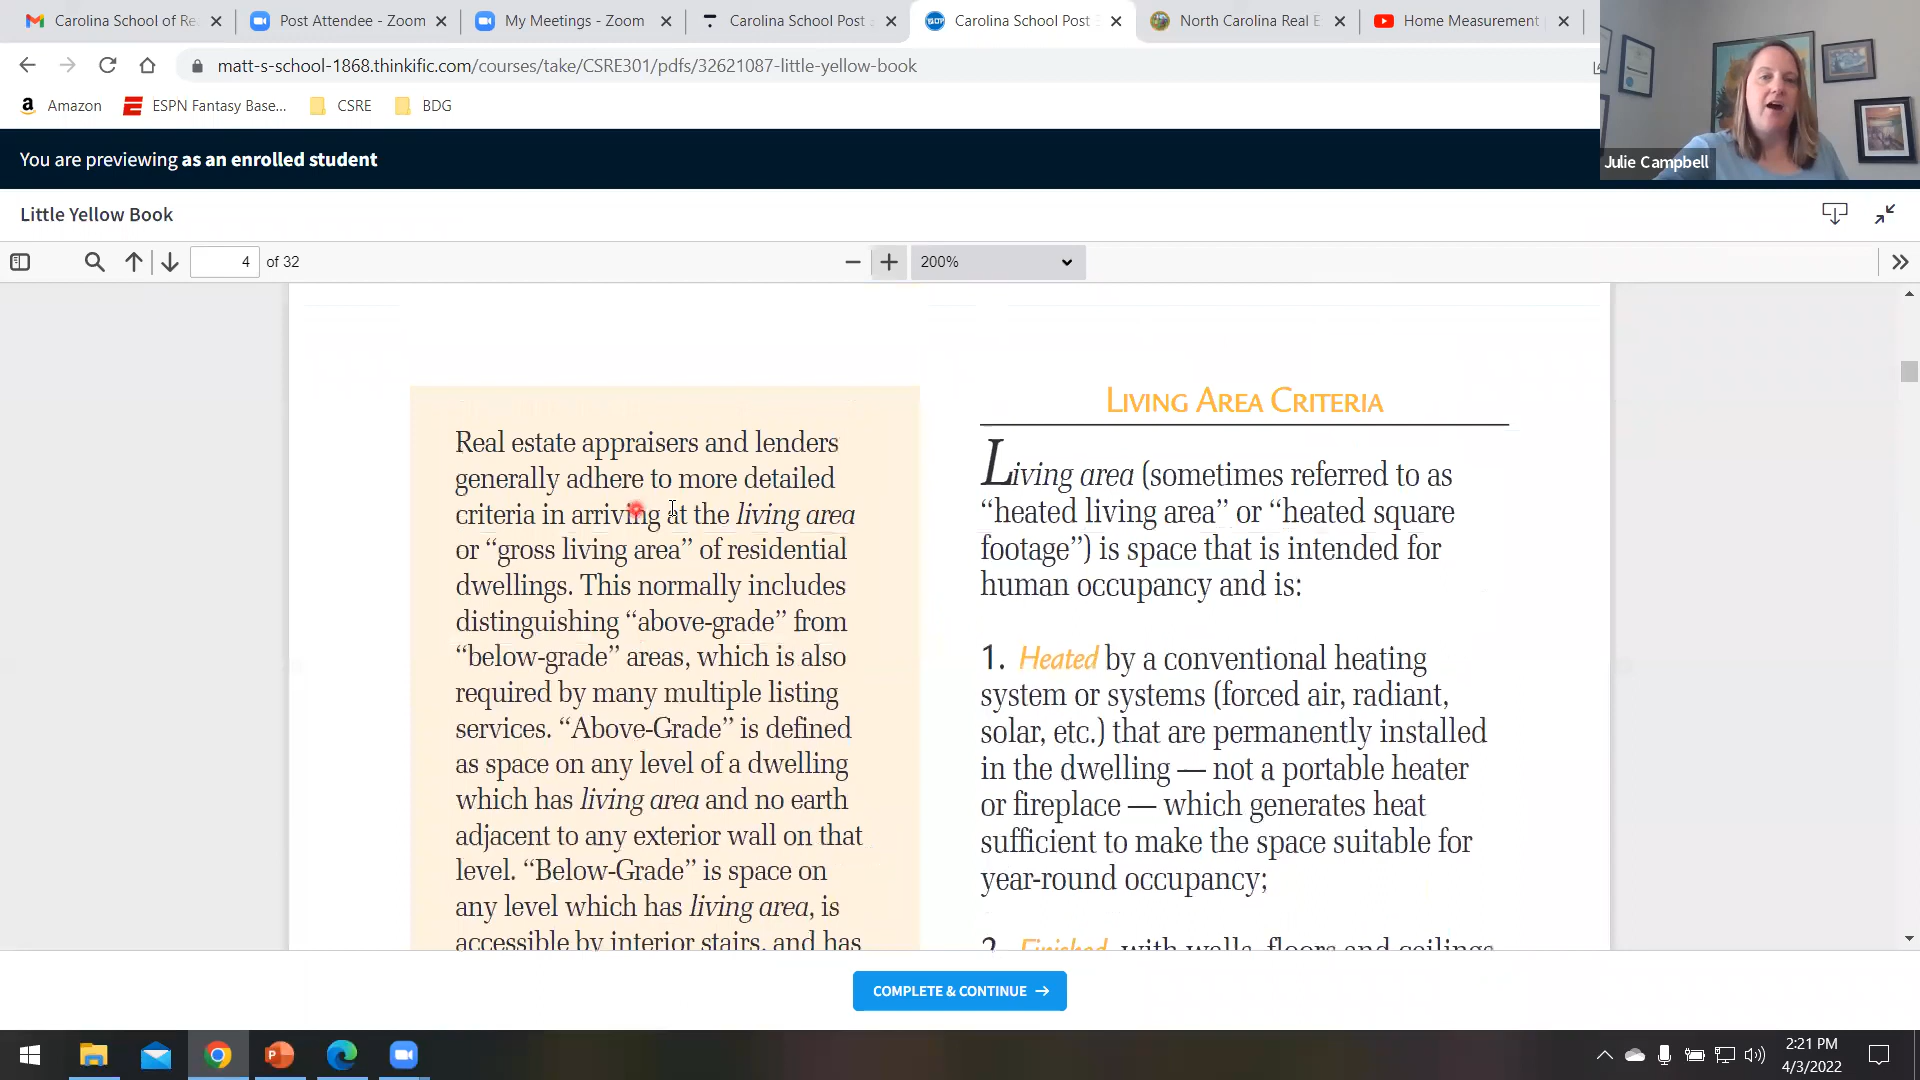 Carolina School of Re
Post Attendee - Zoom
My Meetings - Zoom
Carolina School Post
Carolina School Post
North Carolina Real E
Home Measurement
matt-s-school-1868.thinkific.com/courses/take/CSRE301/pdfs/32621087-little-yellow-book
Amazon
ESPN Fantasy Base...
CSRE
BDG
You are previewing as an enrolled student
Julie Campbell
Little Yellow Book
4 of 32
200%
Real estate appraisers and lenders
generally adhere to more detailed
criteria in arriving at the living area
or “gross living area” of residential
dwellings. This normally includes
distinguishing “above-grade” from
“below-grade” areas, which is also
required by many multiple listing
services. “Above-Grade” is defined
as space on any level of a dwelling
which has living area and no earth
adjacent to any exterior wall on that
level. “Below-Grade” is space on
any level which has living area, is
accessible by interior stairs, and has
LIVING AREA CRITERIA
Living area (sometimes referred to as
“heated living area” or “heated square
footage”) is space that is intended for
human occupancy and is:
1. Heated by a conventional heating
system or systems (forced air, radiant,
solar, etc.) that are permanently installed
in the dwelling — not a portable heater
or fireplace — which generates heat
sufficient to make the space suitable for
year-round occupancy;
2. Finished, with walls, floors and ceilings
COMPLETE & CONTINUE →
2:21 PM
4/3/2022